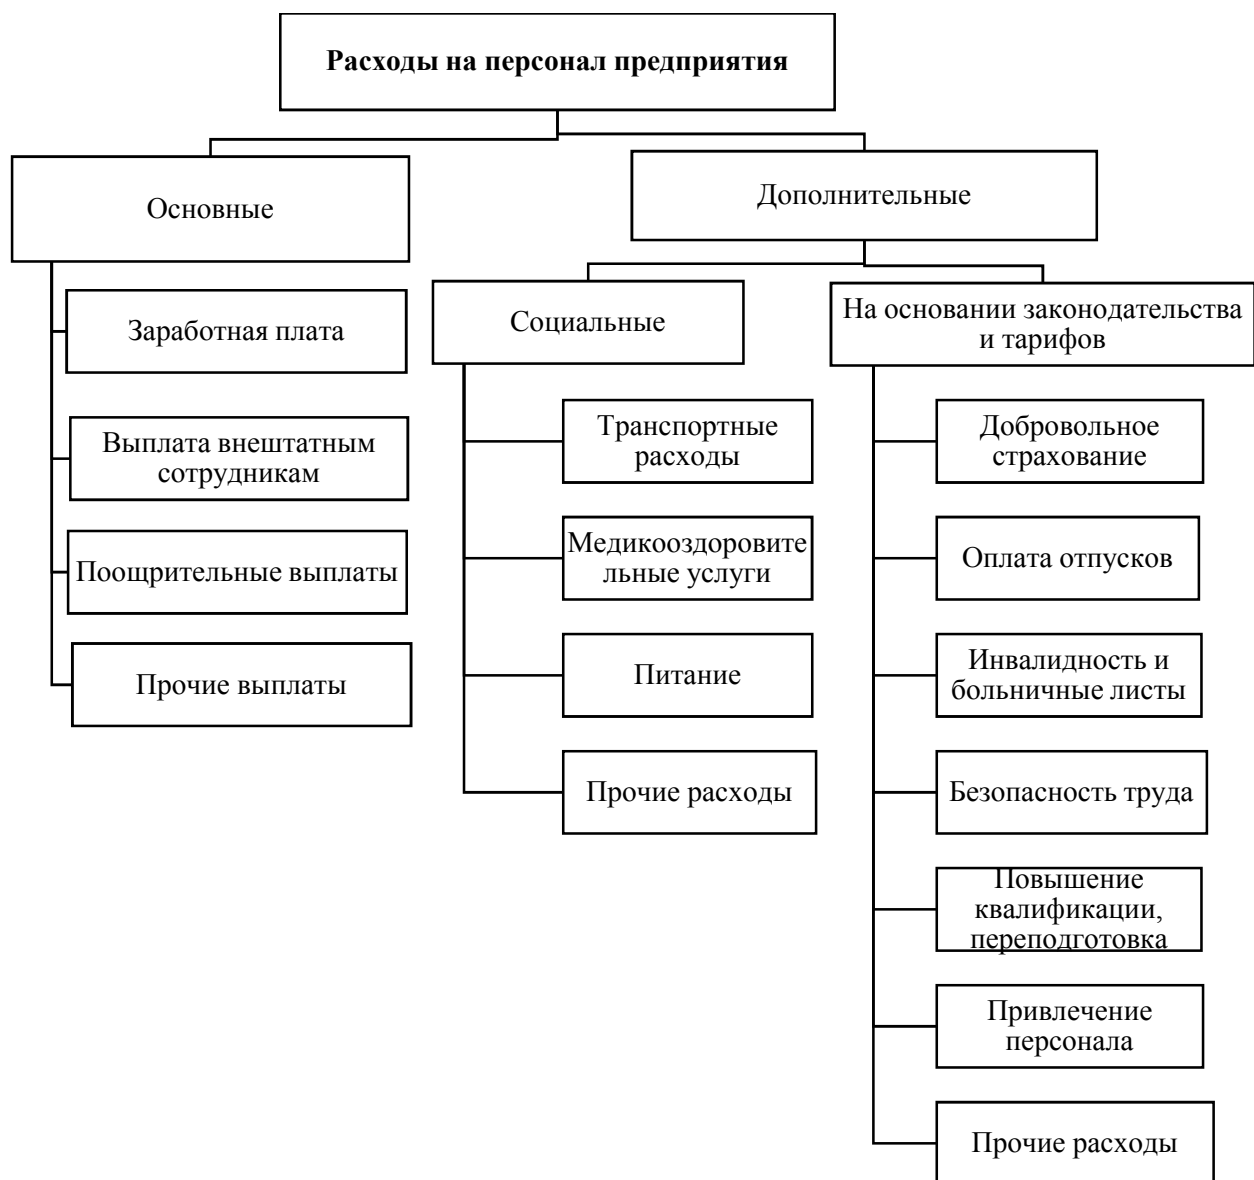 Расходы на персонал предприятия
Основные
Дополнительные
Заработная плата
Выплата внештатным
сотрудникам
Поощрительные выплаты
Прочие выплаты
Социальные
Транспортные
расходы
Медикооздоровите
льные услуги
Питание
Прочие расходы
На основании законодательства
и тарифов
Добровольное
страхование
Оплата отпусков
Инвалидность и
больничные листы
Безопасность труда
Повышение
квалификации,
переподготовка
Привлечение
персонала
Прочие расходы